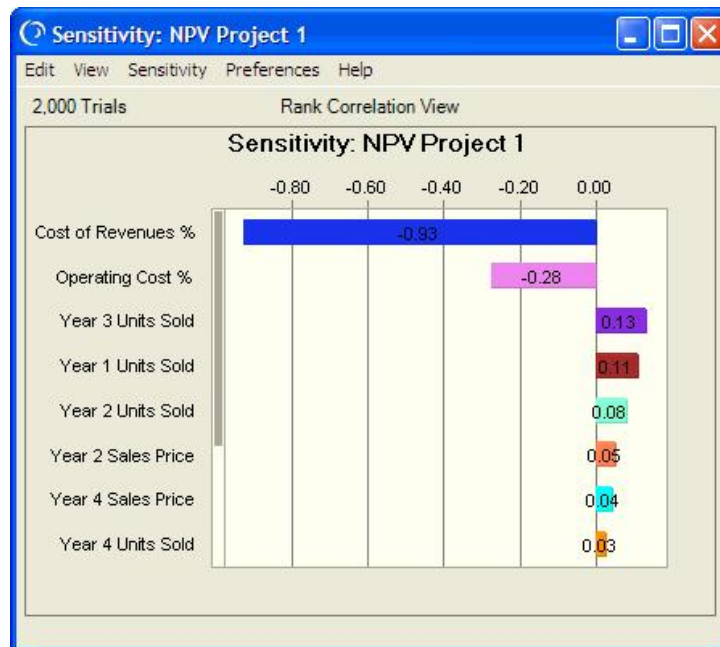 Sensitivity: NPV Project 1
Edit View Sensitivity Preferences Help
2,000 Trials Rank Correlation View
Sensitivity: NPV Project 1
-0.80 -0.60 -0.40 -0.20 0.00
Cost of Revenues % -0.93
Operating Cost % -0.28
Year 3 Units Sold 0.13
Year 1 Units Sold 0.11
Year 2 Units Sold 0.08
Year 2 Sales Price 0.05
Year 4 Sales Price 0.04
Year 4 Units Sold 0.03